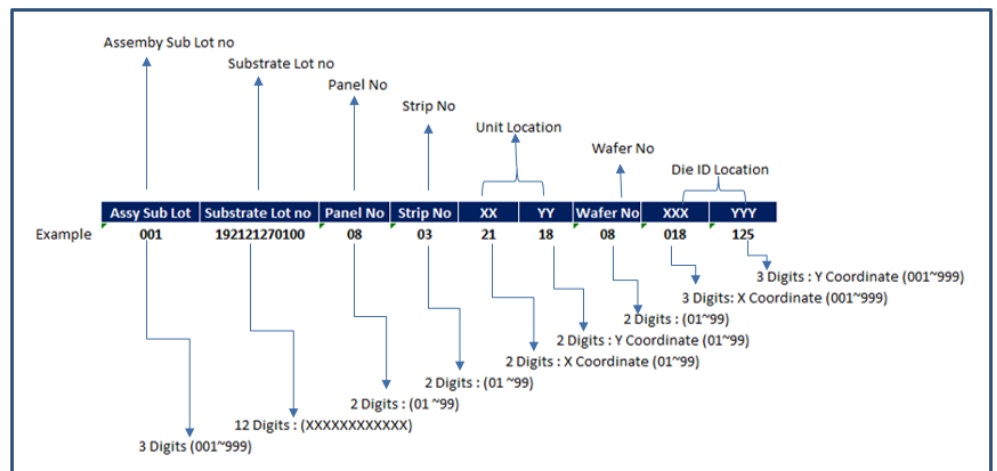 Assemby Sub Lot no
Substrate Lot no
Panel No
Strip No
Unit Location
Wafer No
Die ID Location
Assy Sub Lot Substrate Lot no Panel No Strip No XX YY Wafer No XXX YYY
Example 001 192121270100 08 03 21 18 08 018 125
3 Digits : Y Coordinate (001~999)
3 Digits: X Coordinate (001~999)
2 Digits : (01~99)
2 Digits : Y Coordinate (01~99)
2 Digits : X Coordinate (01~99)
2 Digits : (01 ~99)
2 Digits : (01 ~99)
12 Digits : (XXXXXXXXXXXX)
3 Digits (001~999)